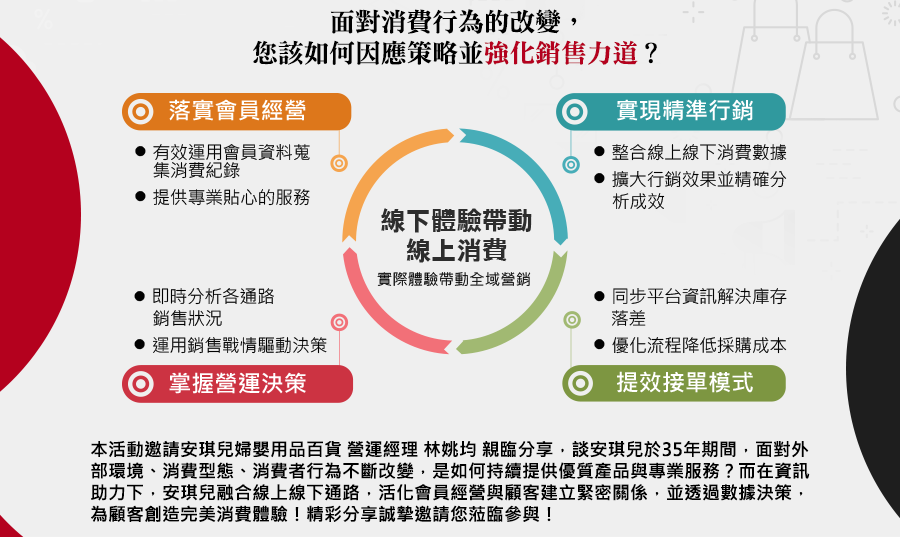 面對消費行為的改變，
您該如何因應策略並強化銷售力道？
落實會員經營
● 有效運用會員資料蒐
集消費紀錄
● 提供專業貼心的服務
實現精準行銷
● 整合線上線下消費數據
● 擴大行銷效果並精確分
析成效
線下體驗帶動
線上消費
實際體驗帶動全域營銷
● 即時分析各通路
銷售狀況
● 運用銷售戰情驅動決策
掌握營運決策
● 同步平台資訊解決庫存
落差
● 優化流程降低採購成本
提效接單模式
本活動邀請安琪兒婦嬰用品百貨 營運經理 林姚均 親臨分享，談安琪兒於35年期間，面對外
部環境、消費型態、消費者行為不斷改變，是如何持續提供優質產品與專業服務？而在資訊
助力下，安琪兒融合線上線下通路，活化會員經營與顧客建立緊密關係，並透過數據決策，
為顧客創造完美消費體驗！精彩分享誠摯邀請您蒞臨參與！